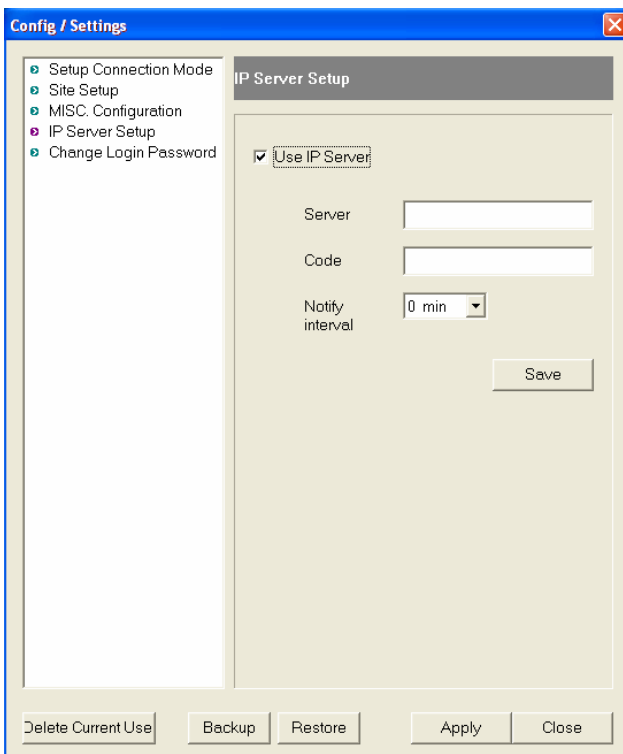 Config / Settings
Setup Connection Mode
Site Setup
MISC. Configuration
IP Server Setup
Change Login Password
IP Server Setup
Use IP Server
Server
Code
Notify
interval
0 min
Save
Delete Current Use
Backup
Restore
Apply
Close